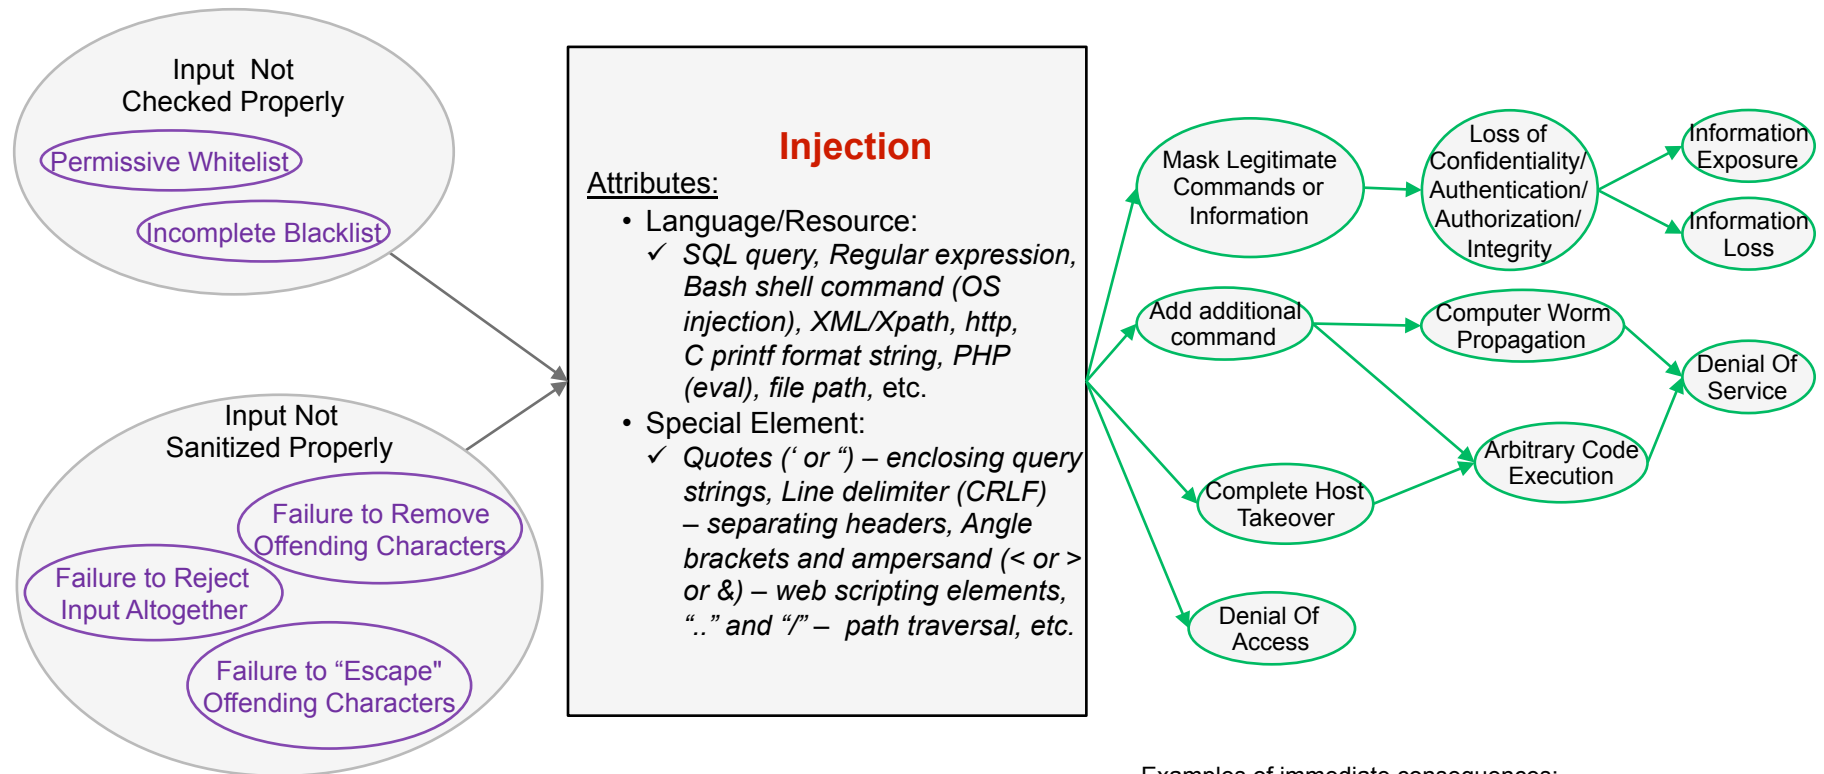 Input Not
Checked Properly
Permissive Whitelist
Incomplete Blacklist
Input Not
Sanitized Properly
Failure to Remove
Offending Characters
Failure to Reject
Input Altogether
Failure to “Escape"
Offending Characters
Injection
Attributes:
• Language/Resource:
✓ SQL query, Regular expression,
Bash shell command (OS
injection), XML/Xpath, http,
C printf format string, PHP
(eval), file path, etc.
• Special Element:
✓ Quotes (‘ or “) – enclosing query
strings, Line delimiter (CRLF)
– separating headers, Angle
brackets and ampersand (< or >
or &) – web scripting elements,
“..” and “/” – path traversal, etc.
Mask Legitimate
Commands or
Information
Loss of
Confidentiality/
Authentication/
Authorization/
Integrity
Information
Exposure
Information
Loss
Add additional
command
Computer Worm
Propagation
Denial Of
Service
Arbitrary Code
Execution
Complete Host
Takeover
Denial Of
Access
Examples of immediate consequences: